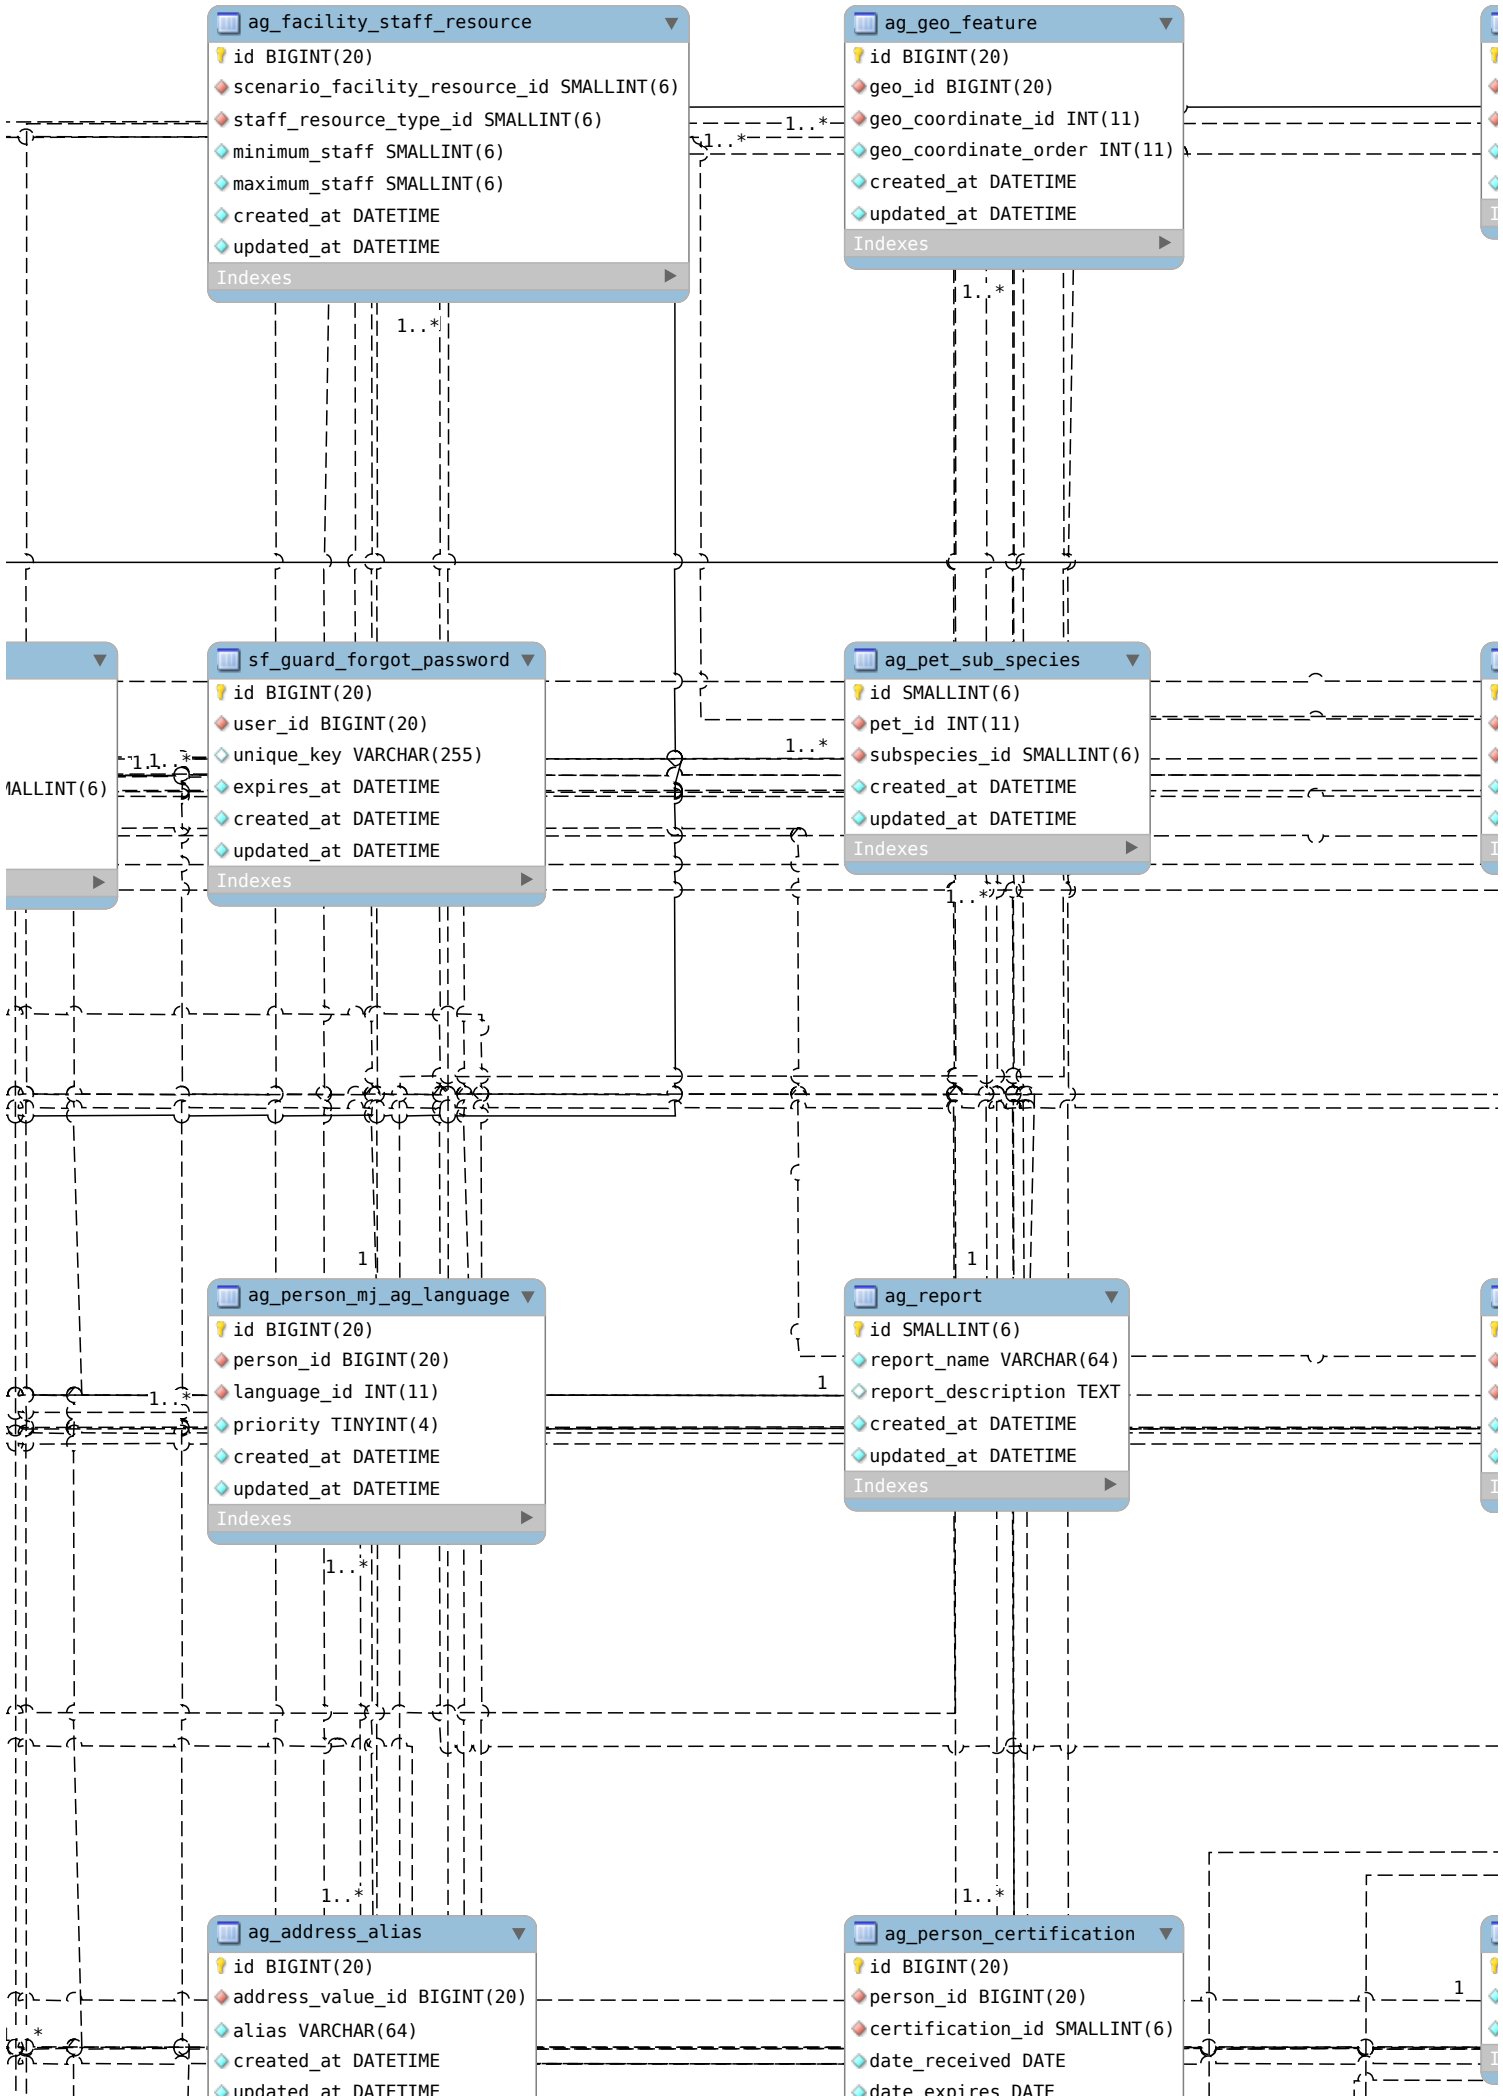 ag_facility_staff_resource
id BIGINT(20)
scenario_facility_resource_id SMALLINT(6)
staff_resource_type_id SMALLINT(6)
minimum_staff SMALLINT(6)
maximum_staff SMALLINT(6)
created_at DATETIME
updated_at DATETIME
Indexes
1..*
1..*
1..*
ag_geo_feature
id BIGINT(20)
geo_id BIGINT(20)
geo_coordinate_id INT(11)
geo_coordinate_order INT(11)
created_at DATETIME
updated_at DATETIME
Indexes
1..*
MALLINT(6)
1..*
sf_guard_forgot_password
id BIGINT(20)
user_id BIGINT(20)
unique_key VARCHAR(255)
expires_at DATETIME
created_at DATETIME
updated_at DATETIME
Indexes
1..*
ag_pet_sub_species
id SMALLINT(6)
pet_id INT(11)
subspecies_id SMALLINT(6)
created_at DATETIME
updated_at DATETIME
Indexes
1..*
1
1..*
ag_person_mj_ag_language
id BIGINT(20)
person_id BIGINT(20)
language_id INT(11)
priority TINYINT(4)
created_at DATETIME
updated_at DATETIME
Indexes
1..*
1
1
ag_report
id SMALLINT(6)
report_name VARCHAR(64)
report_description TEXT
created_at DATETIME
updated_at DATETIME
Indexes
1..*
*
ag_address_alias
id BIGINT(20)
address_value_id BIGINT(20)
alias VARCHAR(64)
created_at DATETIME
updated_at DATETIME
1..*
ag_person_certification
id BIGINT(20)
person_id BIGINT(20)
certification_id SMALLINT(6)
date_received DATE
date_expires DATE
1